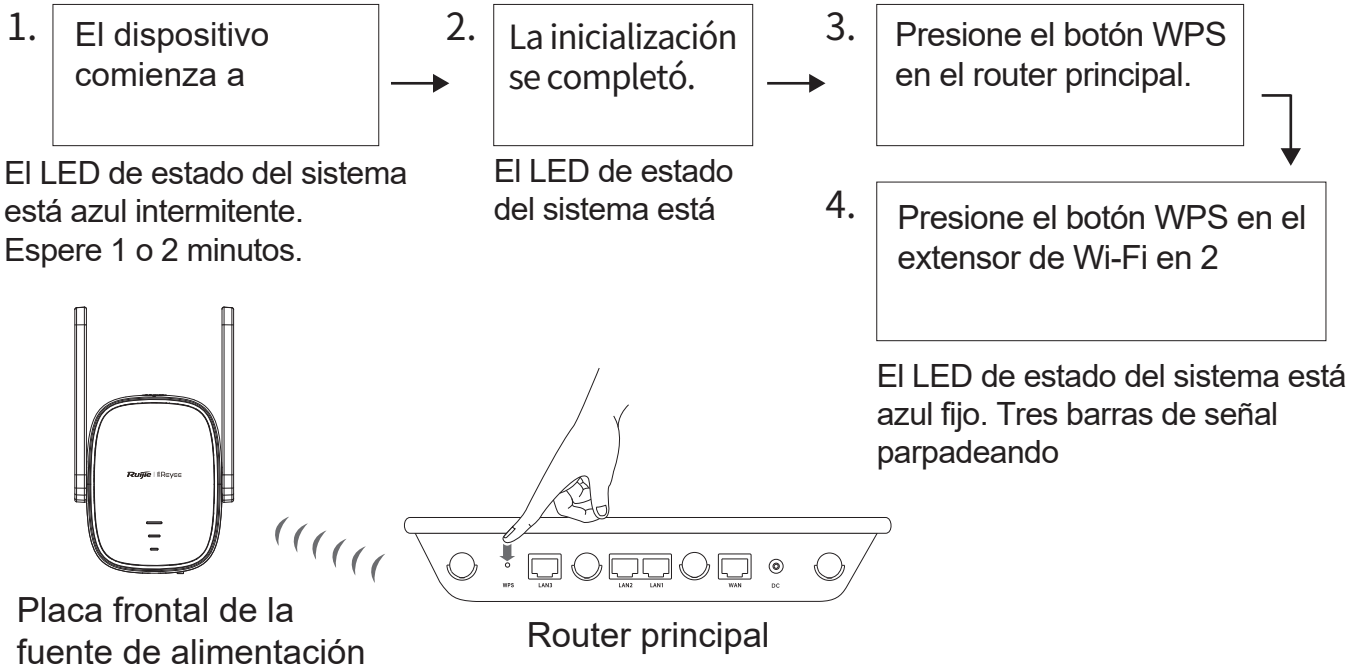 1.
El dispositivo
comienza a
El LED de estado del sistema
está azul intermitente.
Espere 1 o 2 minutos.
2.
La inicialización
se completó.
El LED de estado
del sistema está
3.
Presione el botón WPS
en el router principal.
4.
Presione el botón WPS en el
extensor de Wi-Fi en 2
El LED de estado del sistema está
azul fijo. Tres barras de señal
parpadeando
Ruijie | Reyee
Placa frontal de la
fuente de alimentación
WPS LAN3 LAN2 LAN1 WAN DC
Router principal